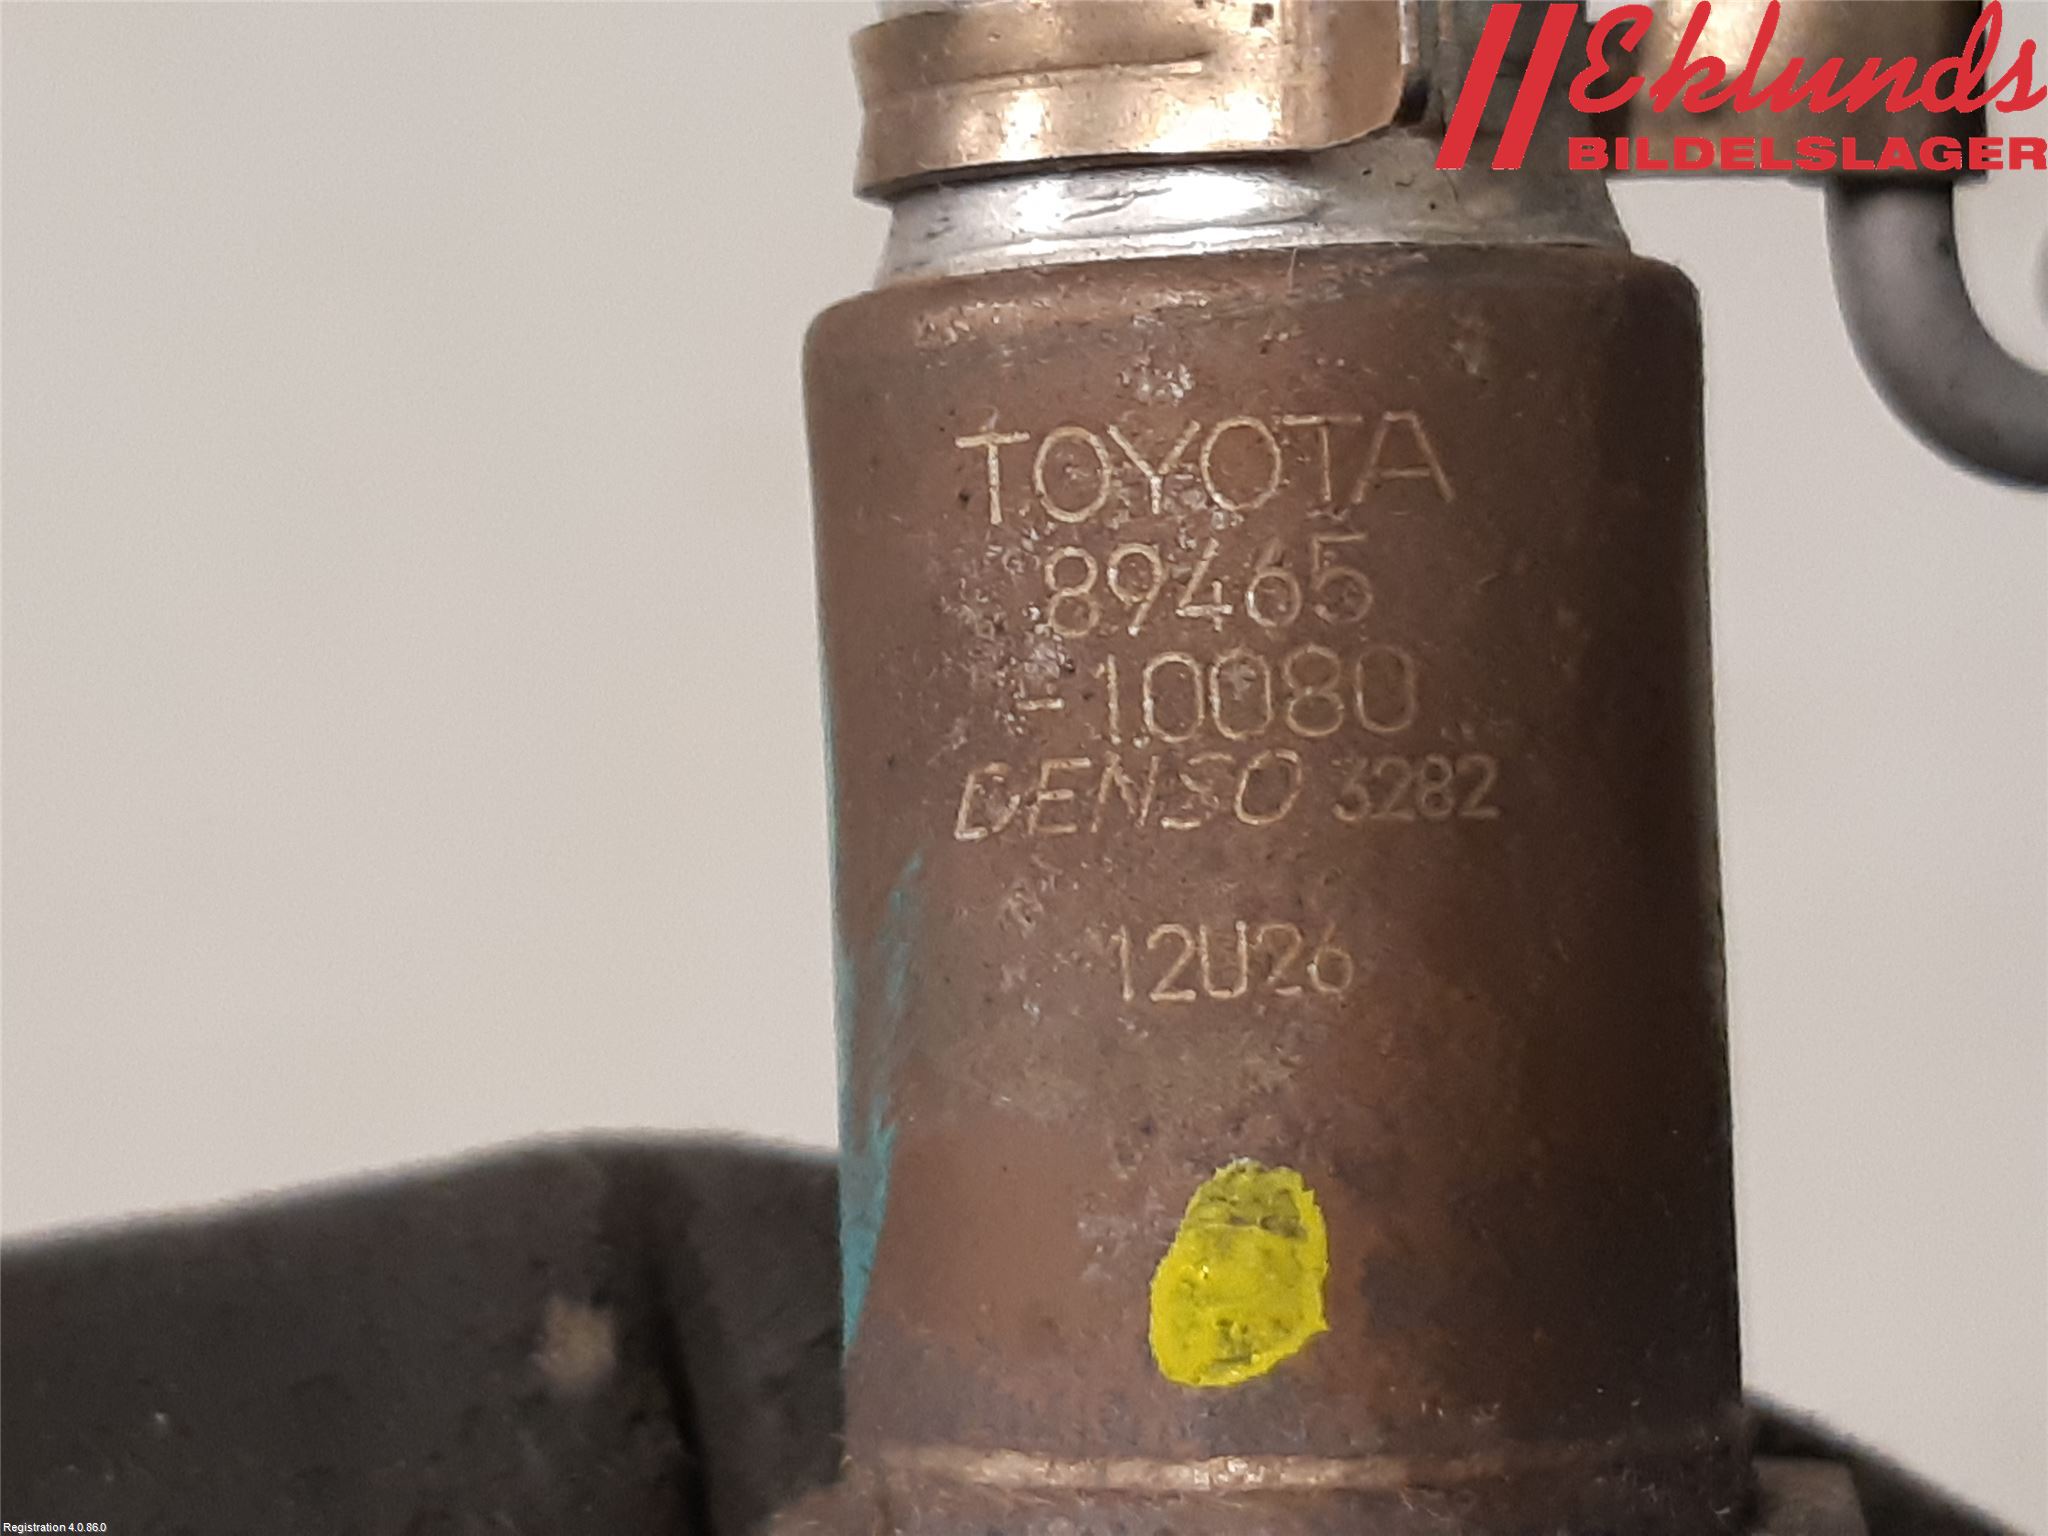 Eklunds
BILDELSLAGER
TOYOTA
89465
-10080
DENSO 3282
12U26
Registration 4.0.86.0